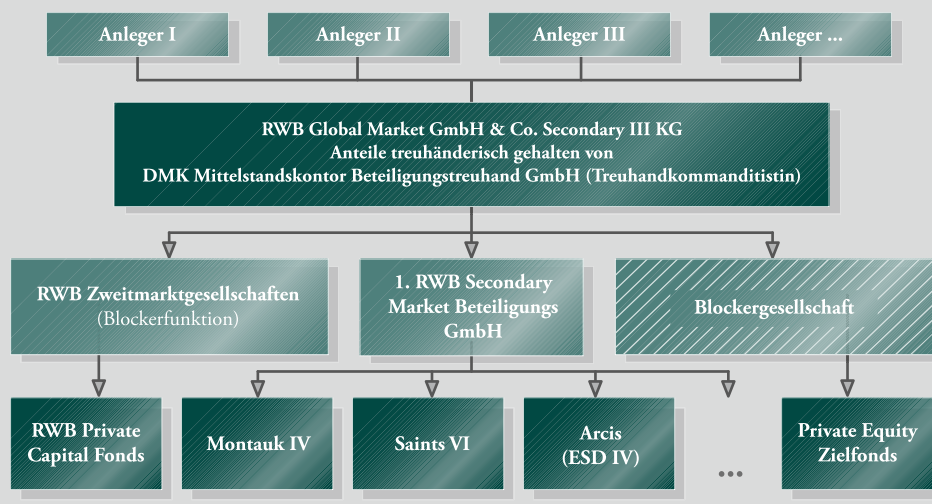 Anleger I
Anleger II
Anleger III
Anleger ...
RWB Global Market GmbH & Co. Secondary III KG
Anteile treuhänderisch gehalten von
DMK Mittelstandskontor Beteiligungstreuhand GmbH (Treuhandkommanditistin)
RWB Zweitmarktgesellschaften
(Blockerfunktion)
1. RWB Secondary
Market Beteiligungs
GmbH
Blockergesellschaft
RWB Private
Capital Fonds
Montauk IV
Saints VI
Arcis
(ESD IV)
...
Private Equity
Zielfonds